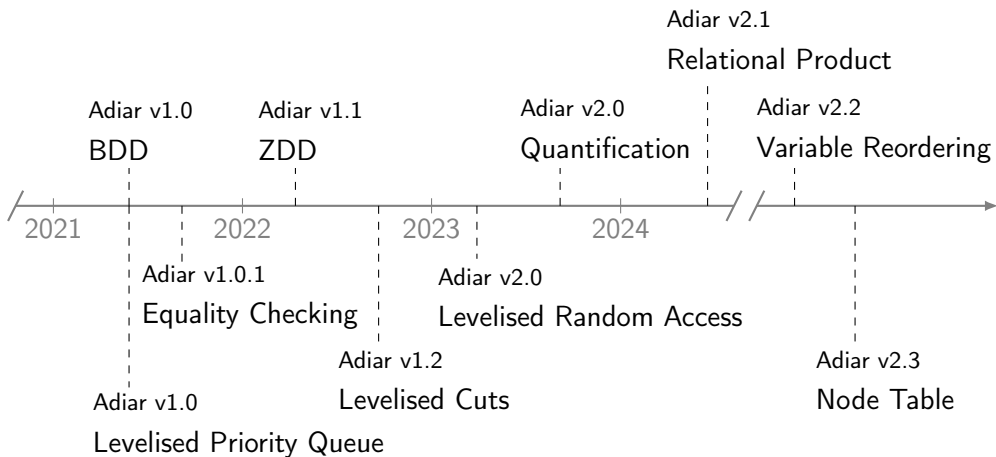 Adiar v2.1
Relational Product
Adiar v1.0
BDD
Adiar v1.1
ZDD
Adiar v2.0
Quantification
Adiar v2.2
Variable Reordering
2021
2022
2023
2024
Adiar v1.0.1
Equality Checking
Adiar v2.0
Levelised Random Access
Adiar v1.2
Levelised Cuts
Adiar v2.3
Node Table
Adiar v1.0
Levelised Priority Queue